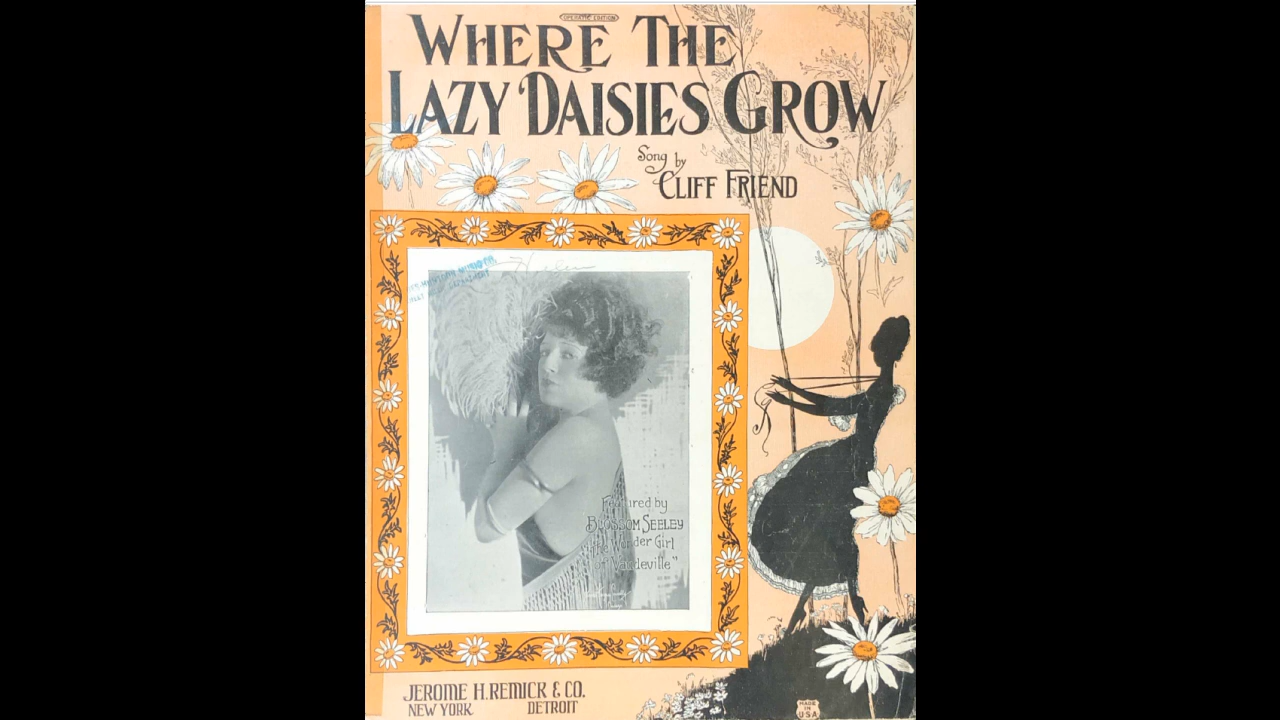 OPERATIC EDITION
WHERE THE
LAZY DAISIES GROW
Song by
CLIFF FRIEND
Helen
Featured by
BLOSSOM SEELEY
"The Wonder Girl
of Vaudeville"
JEROME H. REMICK & CO.
NEW YORK DETROIT
MADE
IN
U.S.A